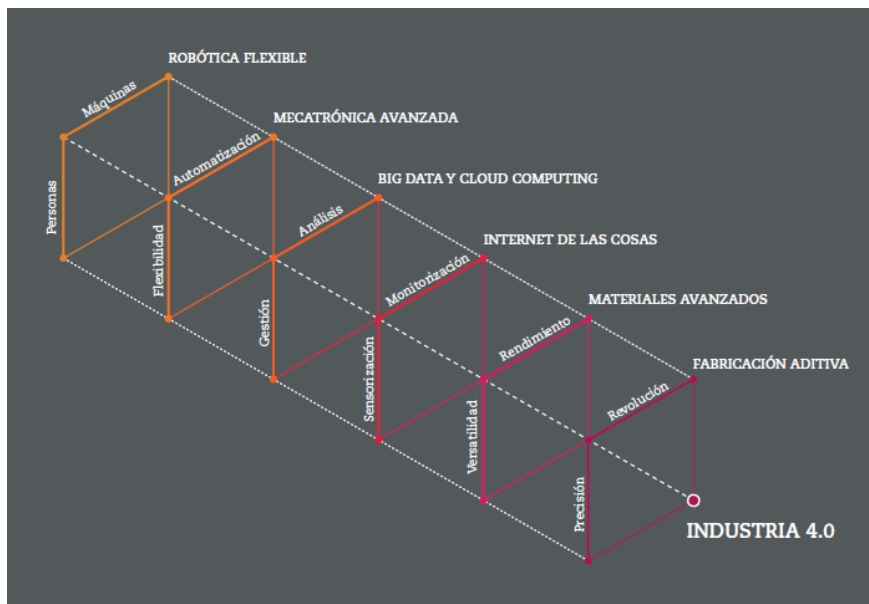 ROBÓTICA FLEXIBLE
Máquinas
Personas
MECATRÓNICA AVANZADA
Automatización
Flexibilidad
BIG DATA Y CLOUD COMPUTING
Análisis
Gestión
INTERNET DE LAS COSAS
Monitorización
Sensorización
MATERIALES AVANZADOS
Rendimiento
Versatilidad
FABRICACIÓN ADITIVA
Revolución
Precisión
INDUSTRIA 4.0